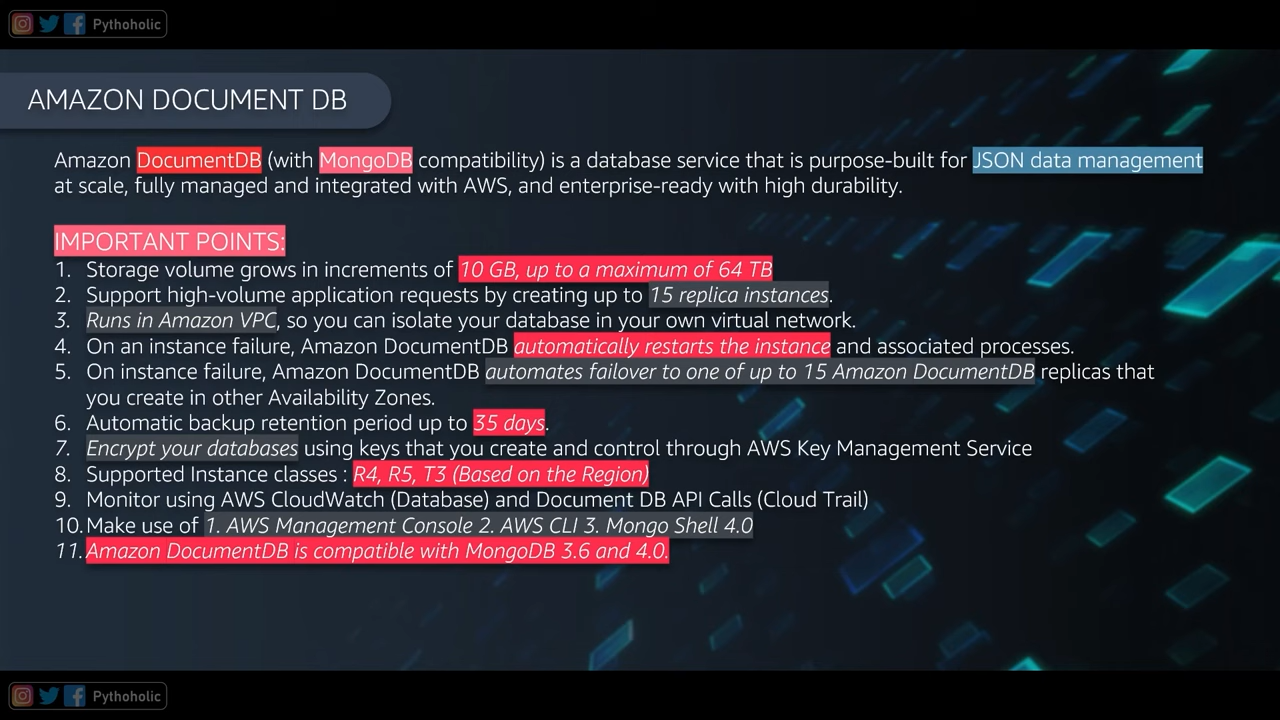 Pythoholic
AMAZON DOCUMENT DB
Amazon DocumentDB (with MongoDB compatibility) is a database service that is purpose-built for JSON data management
at scale, fully managed and integrated with AWS, and enterprise-ready with high durability.
IMPORTANT POINTS:
1. Storage volume grows in increments of 10 GB, up to a maximum of 64 TB
2. Support high-volume application requests by creating up to 15 replica instances.
3. Runs in Amazon VPC, so you can isolate your database in your own virtual network.
4. On an instance failure, Amazon DocumentDB automatically restarts the instance and associated processes.
5. On instance failure, Amazon DocumentDB automates failover to one of up to 15 Amazon DocumentDB replicas that
you create in other Availability Zones.
6. Automatic backup retention period up to 35 days.
7. Encrypt your databases using keys that you create and control through AWS Key Management Service
8. Supported Instance classes : R4, R5, T3 (Based on the Region)
9. Monitor using AWS CloudWatch (Database) and Document DB API Calls (Cloud Trail)
10. Make use of 1. AWS Management Console 2. AWS CLI 3. Mongo Shell 4.0
11. Amazon DocumentDB is compatible with MongoDB 3.6 and 4.0.
Pythoholic